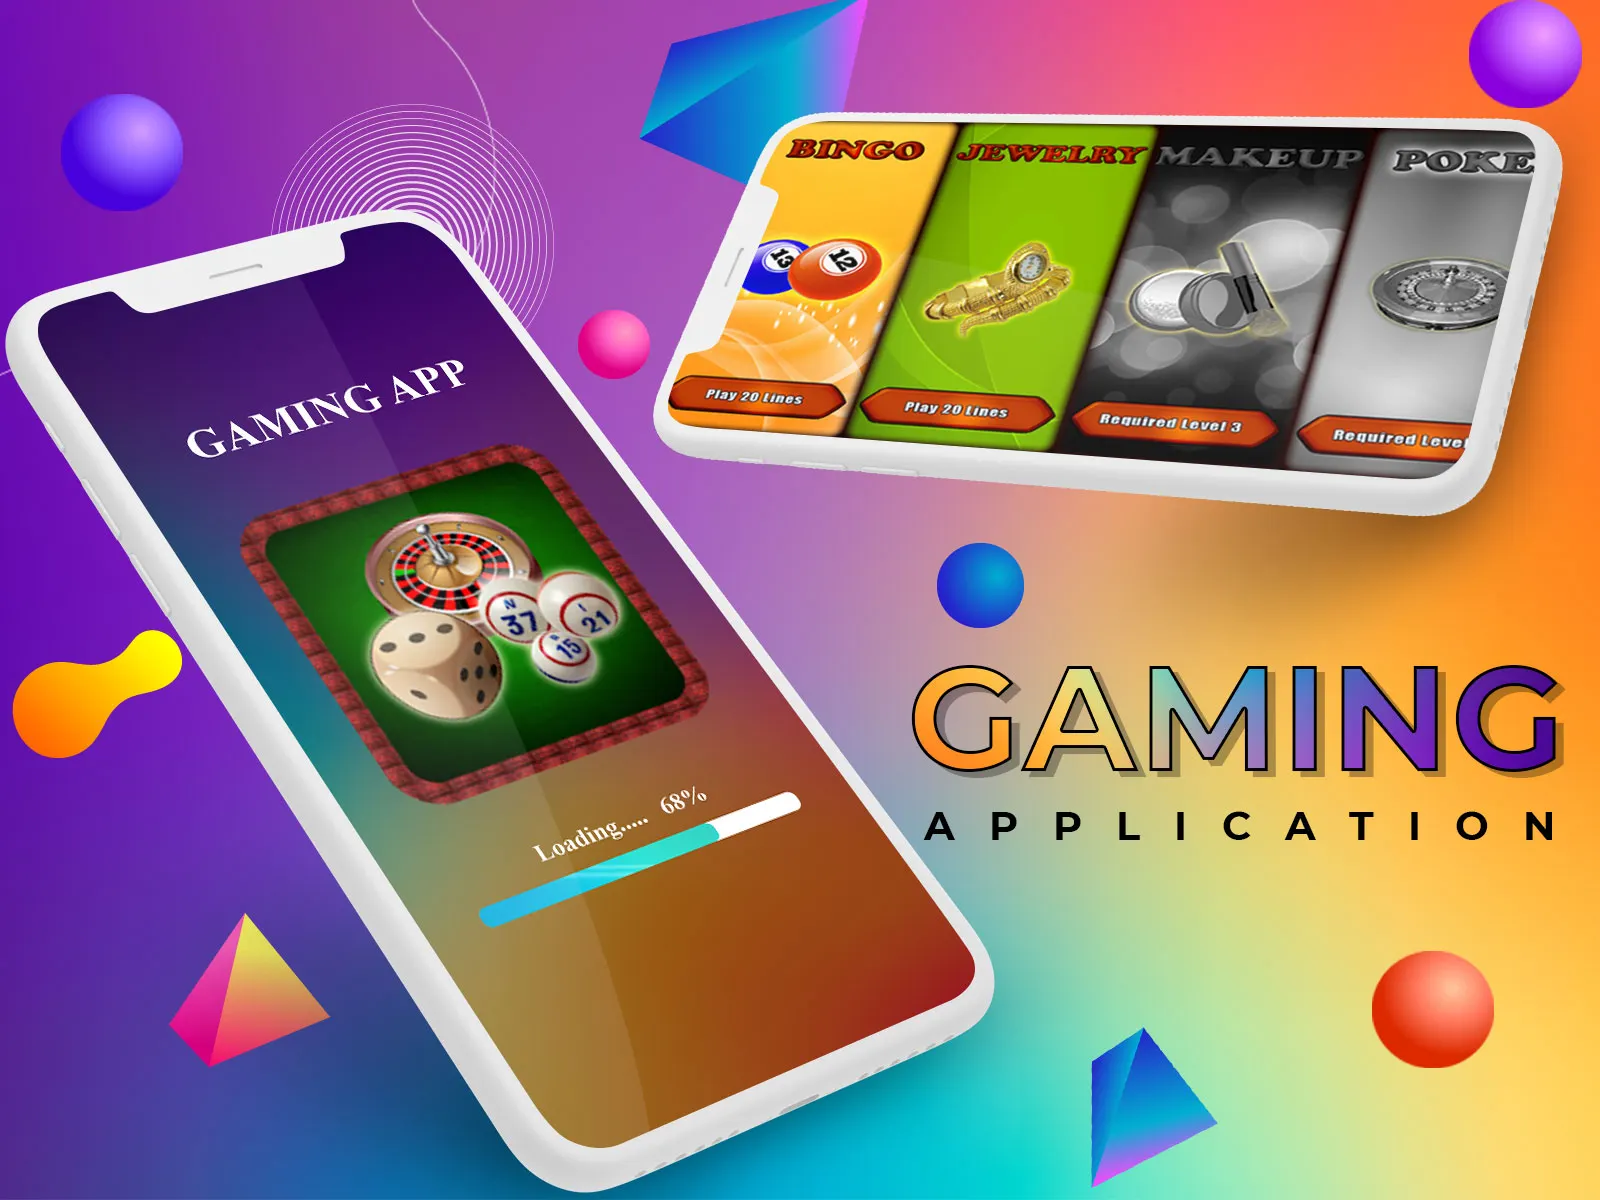 BINGO
JEWELRY
MAKEUP
POKE
13
12
Play 20 Lines
Play 20 Lines
Required Level 3
Required Leve
GAMING APP
N
37
I
21
15
Loading..... 68%
GAMING
APPLICATION